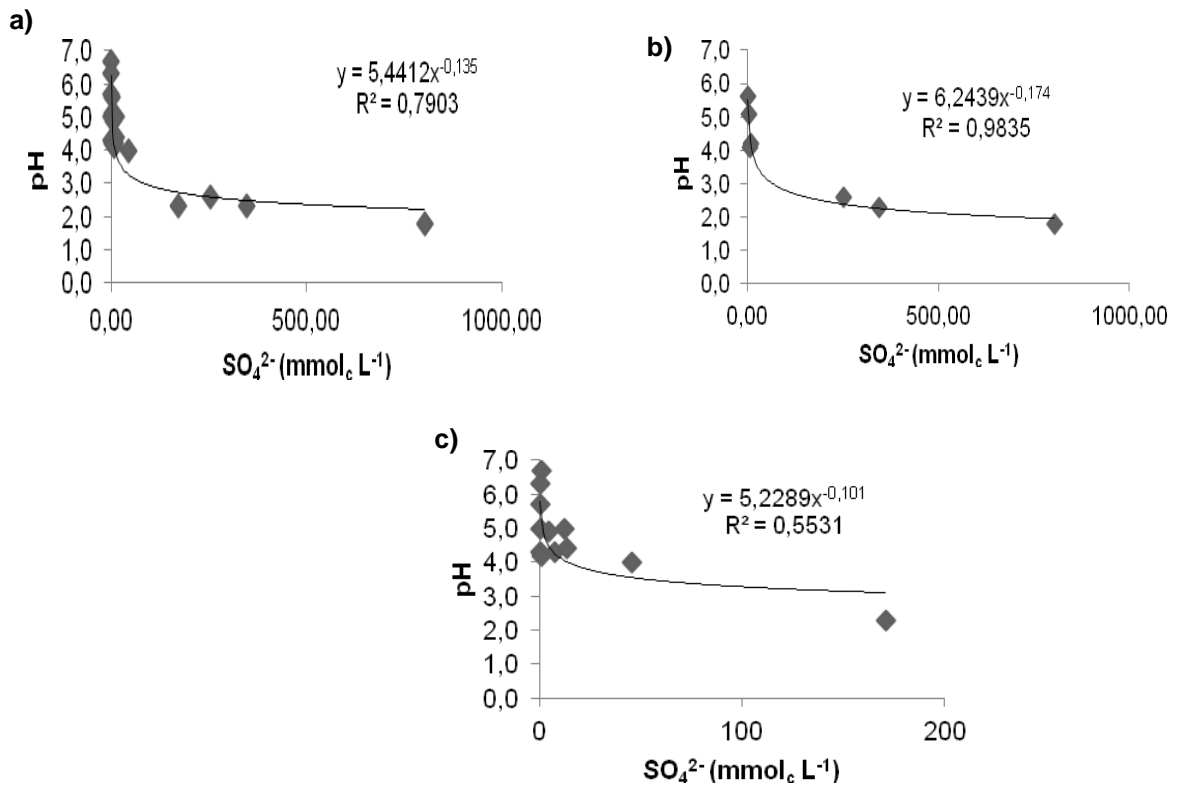 a)
7,0
6,0
5,0
4,0
3,0
2,0
1,0
0,0
pH
y = 5,4412x^-0,135
R² = 0,7903
0,00 500,00 1000,00
SO₄²⁻ (mmol꜀ L⁻¹)
b)
7,0
6,0
5,0
4,0
3,0
2,0
1,0
0,0
pH
y = 6,2439x^-0,174
R² = 0,9835
0,00 500,00 1000,00
SO₄²⁻ (mmol꜀ L⁻¹)
c)
7,0
6,0
5,0
4,0
3,0
2,0
1,0
0,0
pH
y = 5,2289x^-0,101
R² = 0,5531
0 100 200
SO₄²⁻ (mmol꜀ L⁻¹)